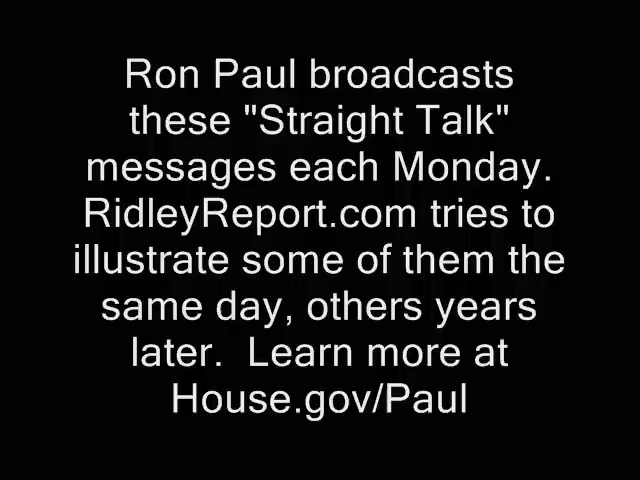 Ron Paul broadcasts
these "Straight Talk"
messages each Monday.
RidleyReport.com tries to
illustrate some of them the
same day, others years
later.  Learn more at
House.gov/Paul